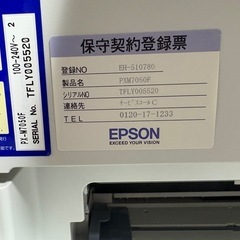 100-240V～ 2
PX-M7050F
SERIAL No. TFLY005520
保守契約登録票
登録NO EH-510780
製品名 PXM7050F
シリアルNO TFLY005520
連絡先 サービスコールC
TEL 0120-17-1233
EPSON
EXCEED YOUR VISION